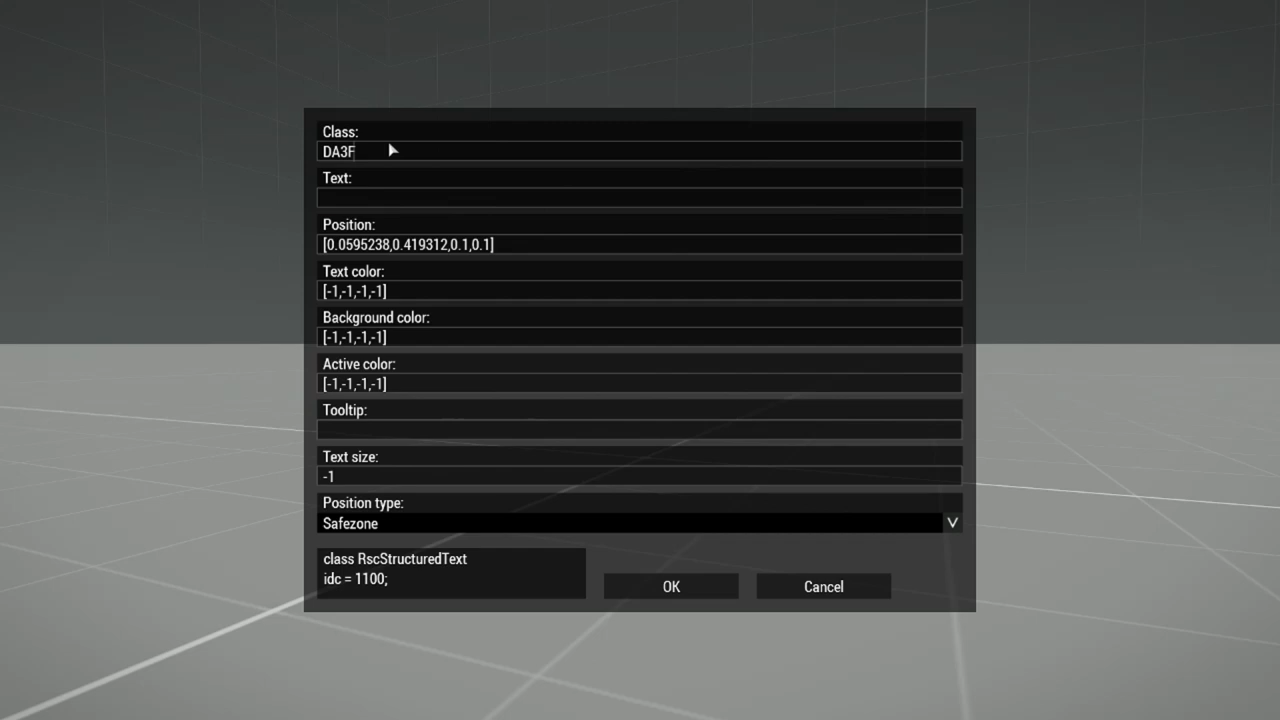 Class:
DA3F
Text:
Position:
[0.0595238,0.419312,0.1,0.1]
Text color:
[-1,-1,-1,-1]
Background color:
[-1,-1,-1,-1]
Active color:
[-1,-1,-1,-1]
Tooltip:
Text size:
-1
Position type:
Safezone
class RscStructuredText
idc = 1100;
OK
Cancel